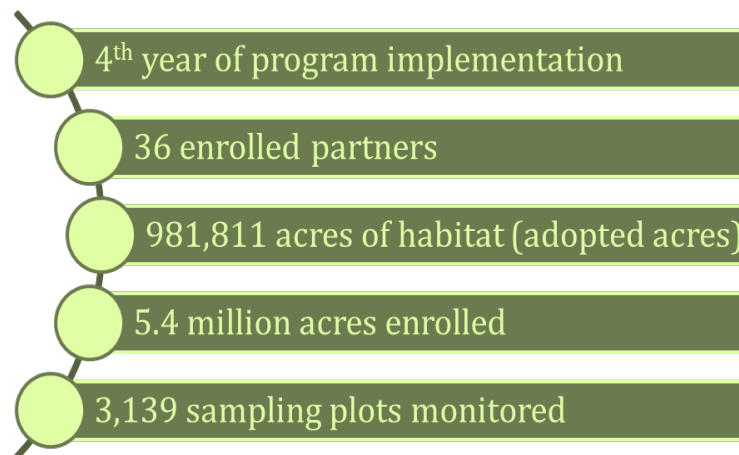 4th year of program implementation
36 enrolled partners
981,811 acres of habitat (adopted acres)
5.4 million acres enrolled
3,139 sampling plots monitored